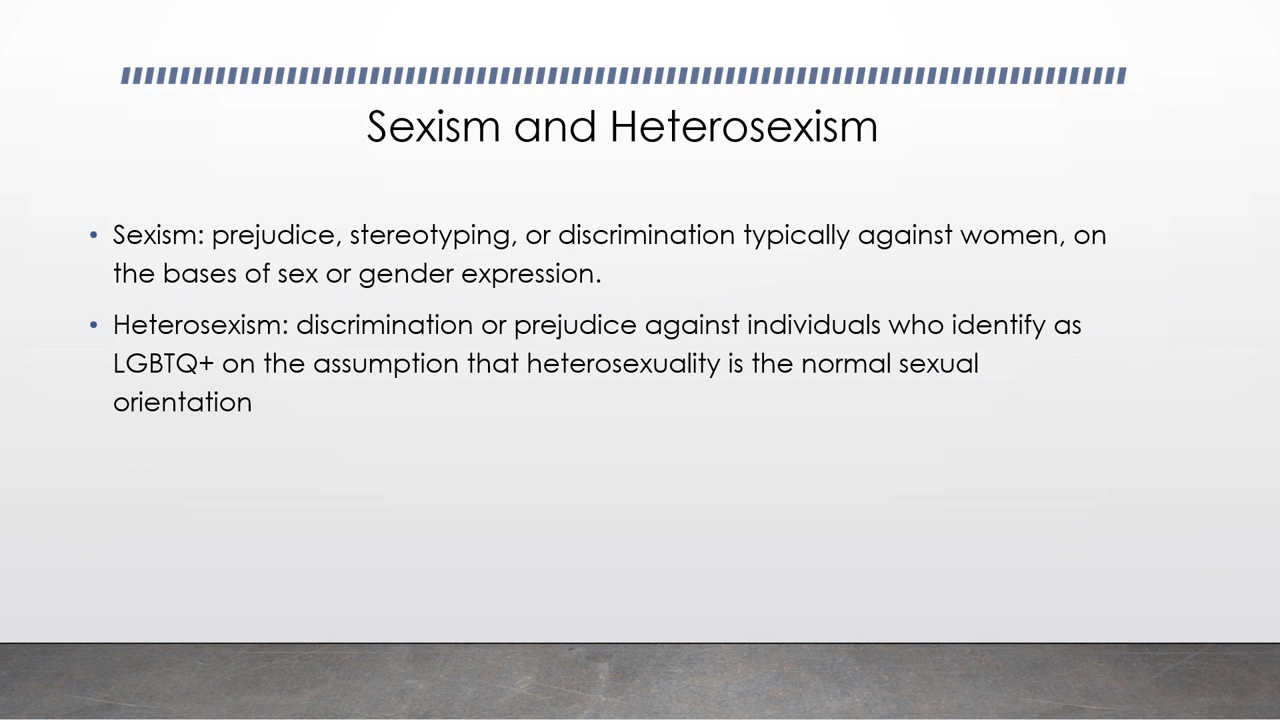 Sexism and Heterosexism
• Sexism: prejudice, stereotyping, or discrimination typically against women, on
the bases of sex or gender expression.
• Heterosexism: discrimination or prejudice against individuals who identify as
LGBTQ+ on the assumption that heterosexuality is the normal sexual
orientation